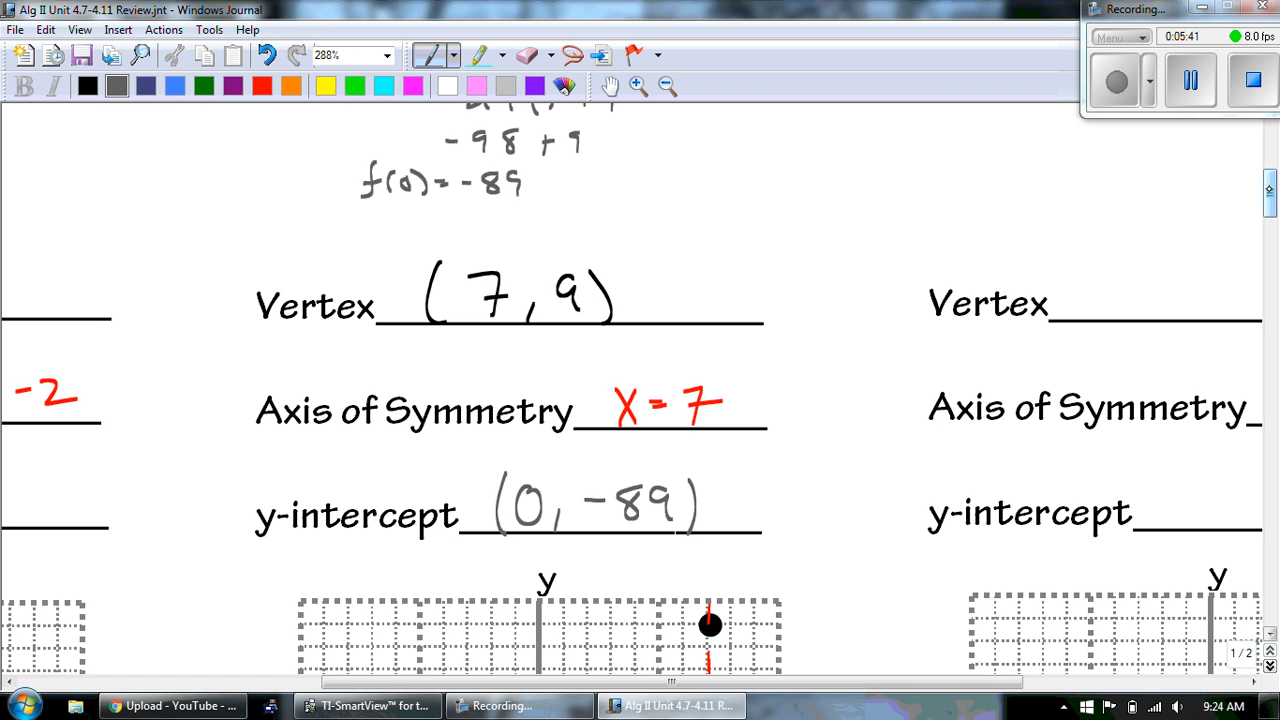 Alg II Unit 4.7-4.11 Review.jnt - Windows Journal
Recording...
File Edit View Insert Actions Tools Help
Menu 0:05:41 8.0 fps
288%
B I
-98 + 9
f(0) = -89
Vertex (7, 9) Vertex
-2 Axis of Symmetry x = 7 Axis of Symmetry
y-intercept (0, -89) y-intercept
y y
1 / 2
Upload - YouTube - ... TI-SmartView™ for t... Recording... Alg II Unit 4.7-4.11 R... 9:24 AM